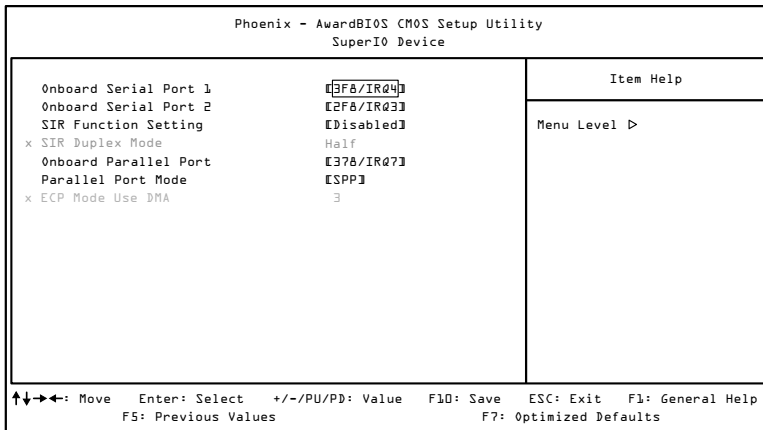 Phoenix - AwardBIOS CMOS Setup Utility
SuperIO Device
Item Help
Onboard Serial Port 1 [3F8/IRQ4]
Onboard Serial Port 2 [2F8/IRQ3]
SIR Function Setting [Disabled]
Menu Level ▷
x SIR Duplex Mode Half
Onboard Parallel Port [378/IRQ7]
Parallel Port Mode [SPP]
x ECP Mode Use DMA 3
↑↓→←: Move Enter: Select +/-/PU/PD: Value F10: Save ESC: Exit F1: General Help
F5: Previous Values F7: Optimized Defaults